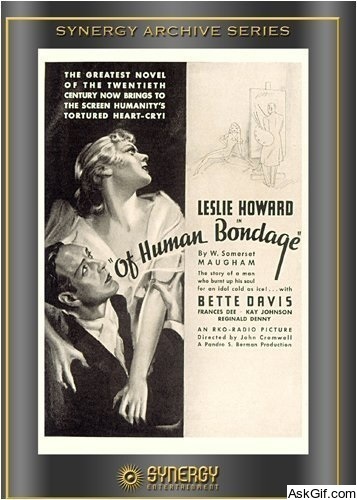 SYNERGY ARCHIVE SERIES
THE GREATEST NOVEL
OF THE TWENTIETH
CENTURY NOW BRINGS TO
THE SCREEN HUMANITY'S
TORTURED HEART-CRY!
LESLIE HOWARD
IN
"Of Human Bondage"
By W. Somerset
MAUGHAM
The story of a man
who burnt up his soul
for an idol cold as ice!... with
BETTE DAVIS
FRANCES DEE · KAY JOHNSON
REGINALD DENNY
AN RKO-RADIO PICTURE
Directed by John Cromwell
A Pandro S. Berman Production
SYNERGY
ENTERTAINMENT
AskGif.com